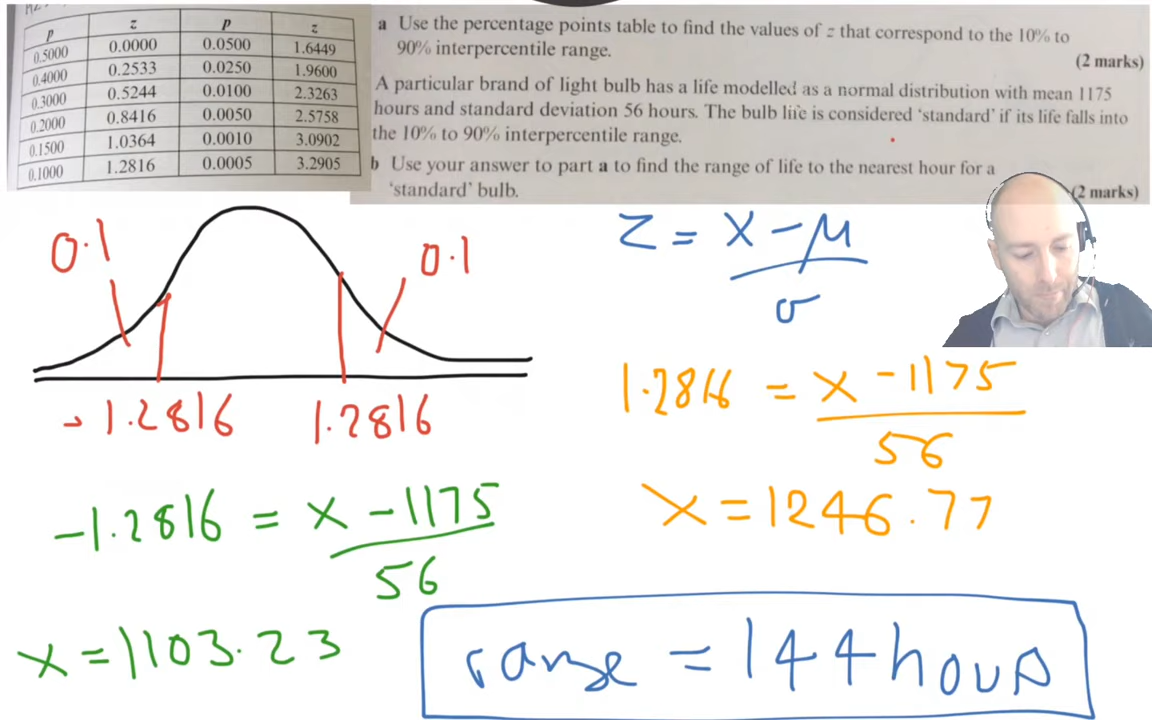 p z p z
0.5000 0.0000 0.0500 1.6449
0.4000 0.2533 0.0250 1.9600
0.3000 0.5244 0.0100 2.3263
0.2000 0.8416 0.0050 2.5758
0.1500 1.0364 0.0010 3.0902
0.1000 1.2816 0.0005 3.2905
a Use the percentage points table to find the values of z that correspond to the 10% to
90% interpercentile range.
(2 marks)
A particular brand of light bulb has a life modelled as a normal distribution with mean 1175
hours and standard deviation 56 hours. The bulb life is considered ‘standard’ if its life falls into
the 10% to 90% interpercentile range.
b Use your answer to part a to find the range of life to the nearest hour for a
‘standard’ bulb.
(2 marks)
0.1
0.1
-1.2816 1.2816
z = x - μ
σ
1.2816 = x - 1175
56
x = 1246.77
-1.2816 = x - 1175
56
x = 1103.23
range = 144 hours